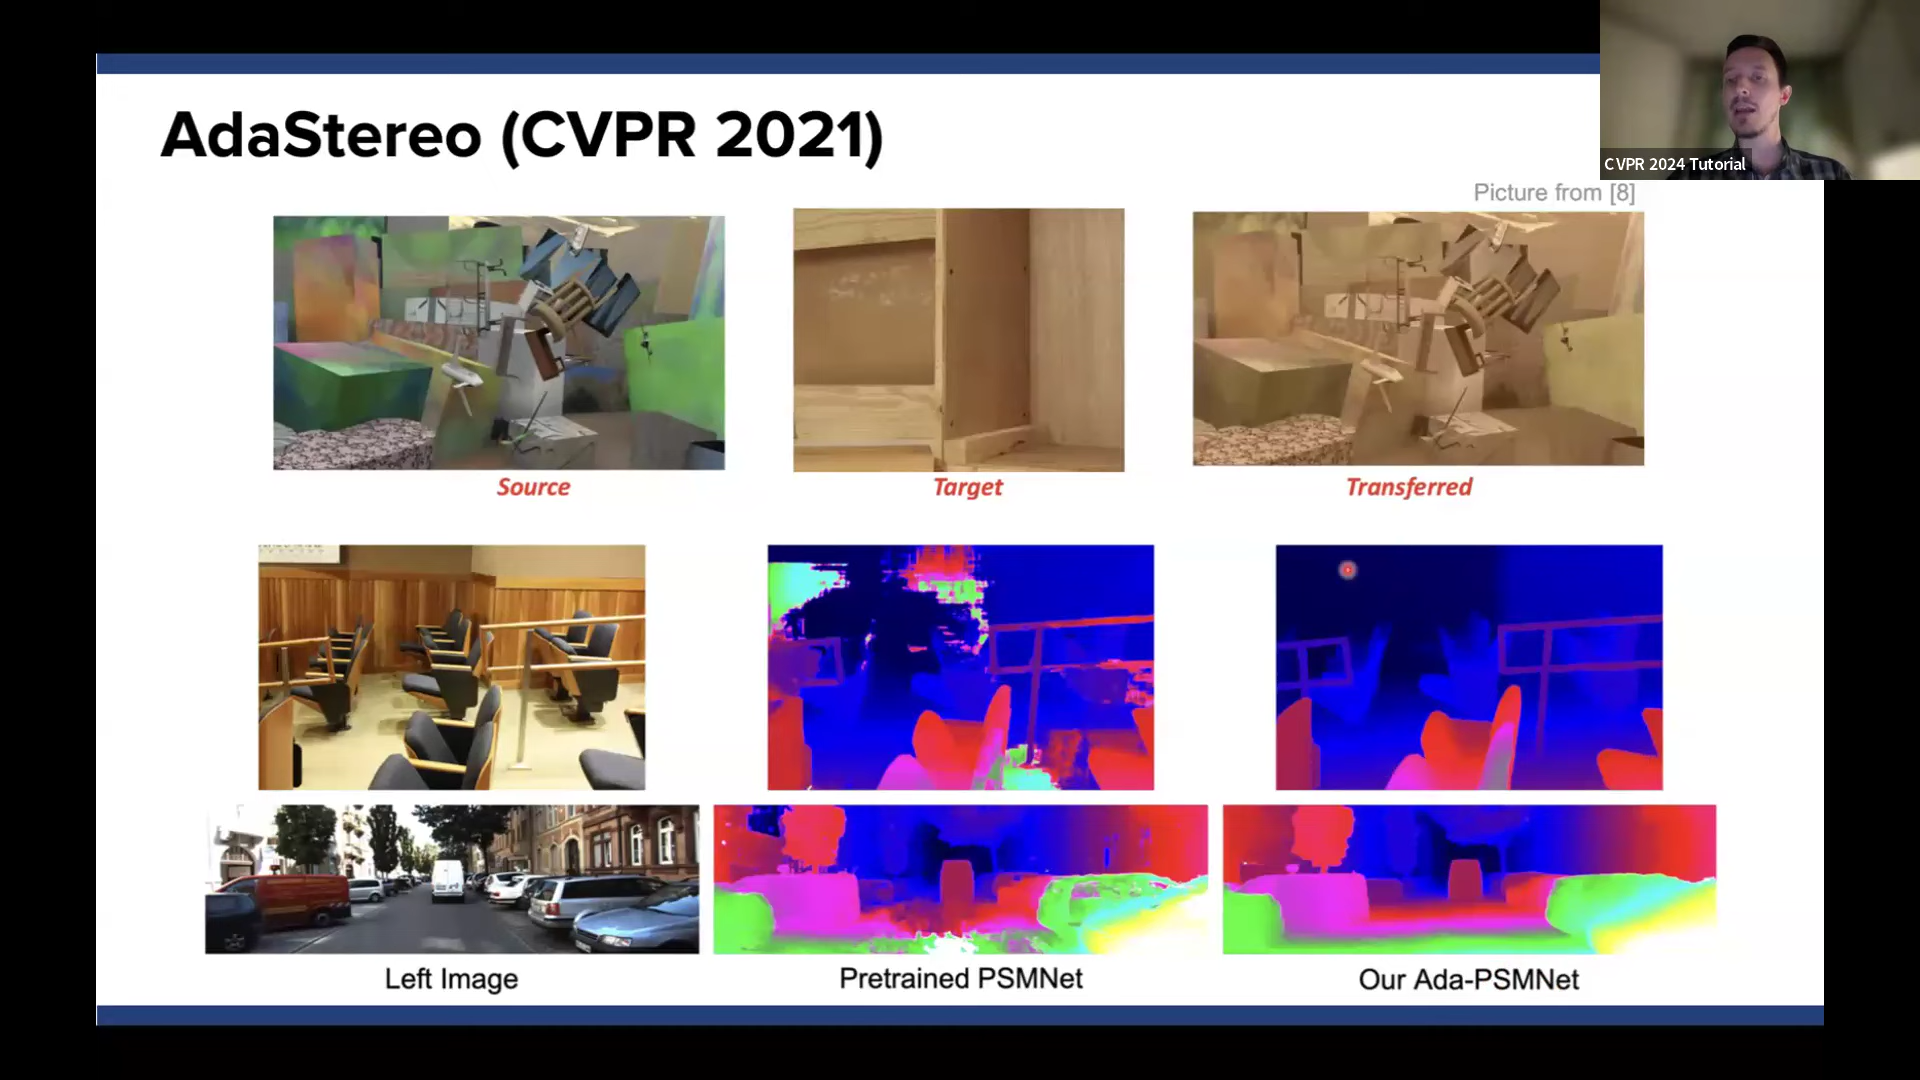 AdaStereo (CVPR 2021)
CVPR 2024 Tutorial
Picture from [8]
Source
Target
Transferred
Left Image
Pretrained PSMNet
Our Ada-PSMNet